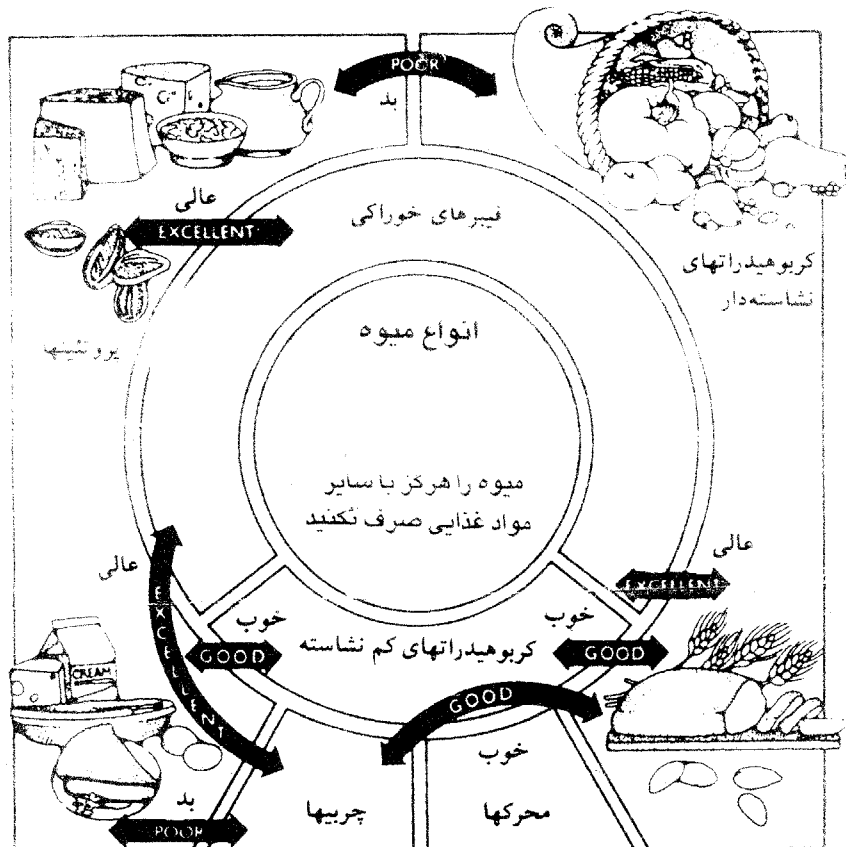 POOR
بد
عالی
EXCELLENT
فیبرهای خوراکی
کربوهیدراتهای
نشاسته‌دار
انواع میوه
پروتئینها
میوه را هرگز با سایر
مواد غذایی صرف نکنید
عالی
EXCELLENT
عالی
EXCELLENT
خوب
GOOD
خوب
GOOD
کربوهیدراتهای کم نشاسته
CREAM
GOOD
خوب
بد
POOR
چربیها
محرکها